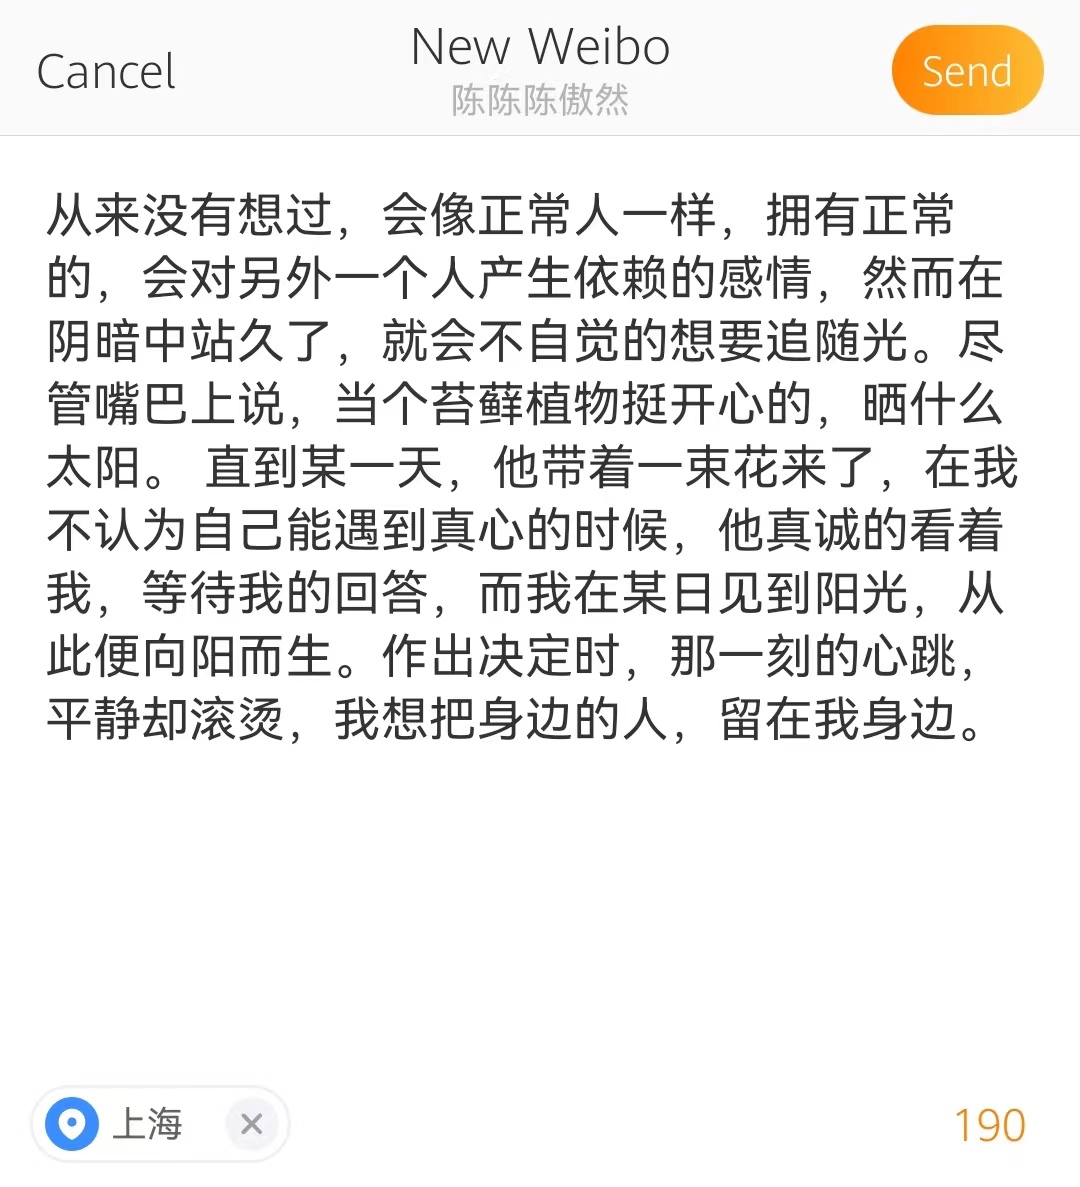 Cancel
New Weibo
Send
陈陈陈傲然
从来没有想过，会像正常人一样，拥有正常
的，会对另外一个人产生依赖的感情，然而在
阴暗中站久了，就会不自觉的想要追随光。尽
管嘴巴上说，当个苔藓植物挺开心的，晒什么
太阳。 直到某一天，他带着一束花来了，在我
不认为自己能遇到真心的时候，他真诚的看着
我，等待我的回答，而我在某日见到阳光，从
此便向阳而生。作出决定时，那一刻的心跳，
平静却滚烫，我想把身边的人，留在我身边。
上海
190